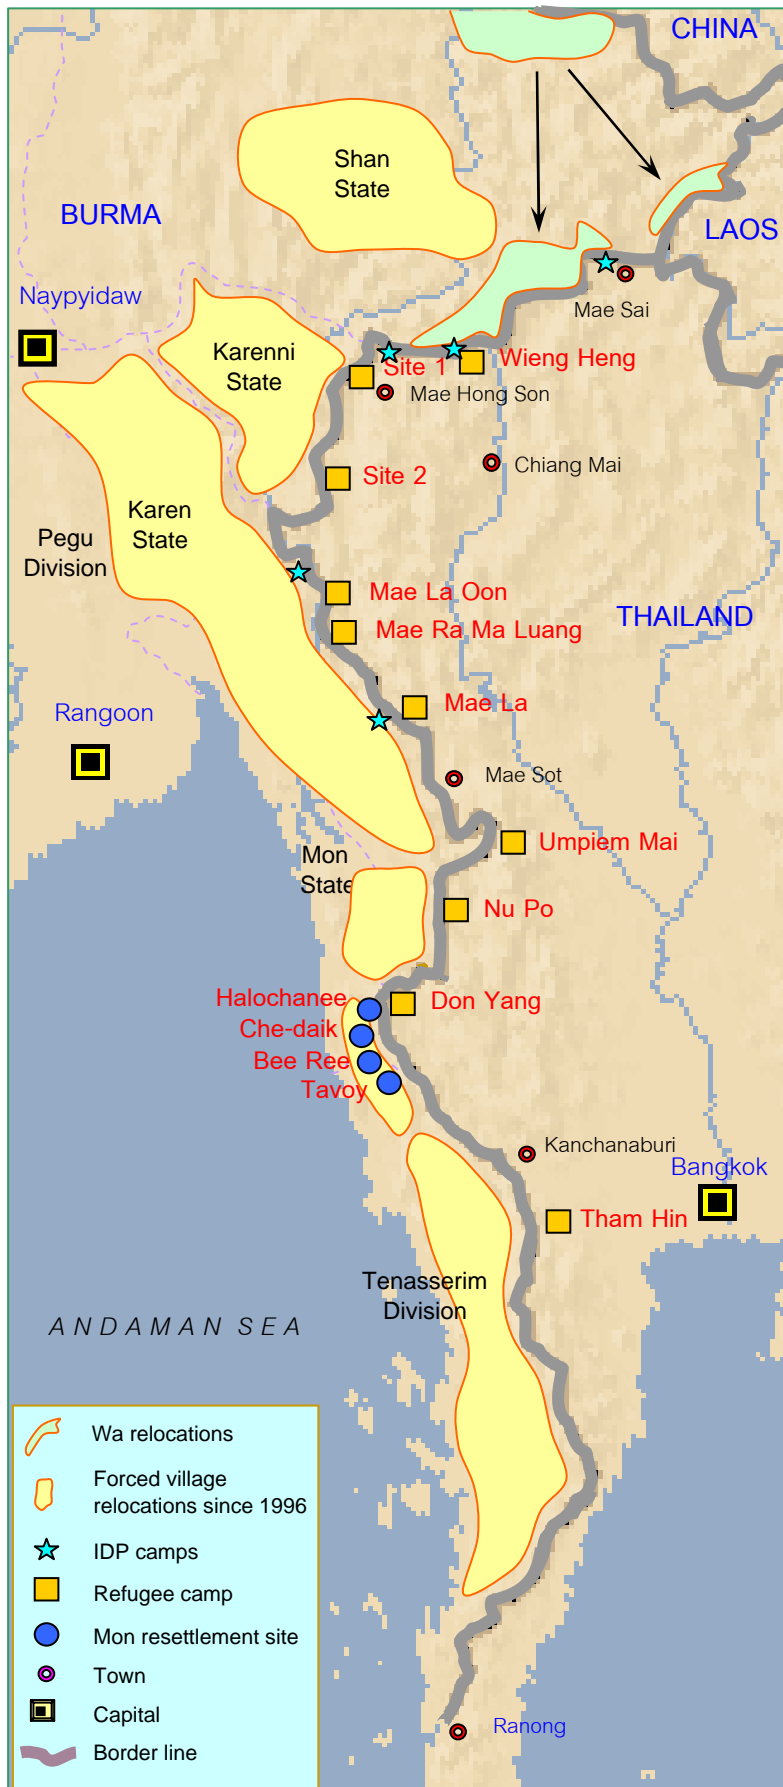 CHINA
Shan
State
BURMA
LAOS
Naypyidaw
Mae Sai
Karenni
State
Wieng Heng
Site 1
Mae Hong Son
Chiang Mai
Site 2
Karen
State
Pegu
Division
Mae La Oon
THAILAND
Mae Ra Ma Luang
Mae La
Rangoon
Mae Sot
Umpiem Mai
Mon
State
Nu Po
Halochanee
Don Yang
Che-daik
Bee Ree
Tavoy
Kanchanaburi
Bangkok
Tham Hin
Tenasserim
Division
ANDAMAN SEA
Wa relocations
Forced village
relocations since 1996
IDP camps
Refugee camp
Mon resettlement site
Town
Capital
Border line
Ranong